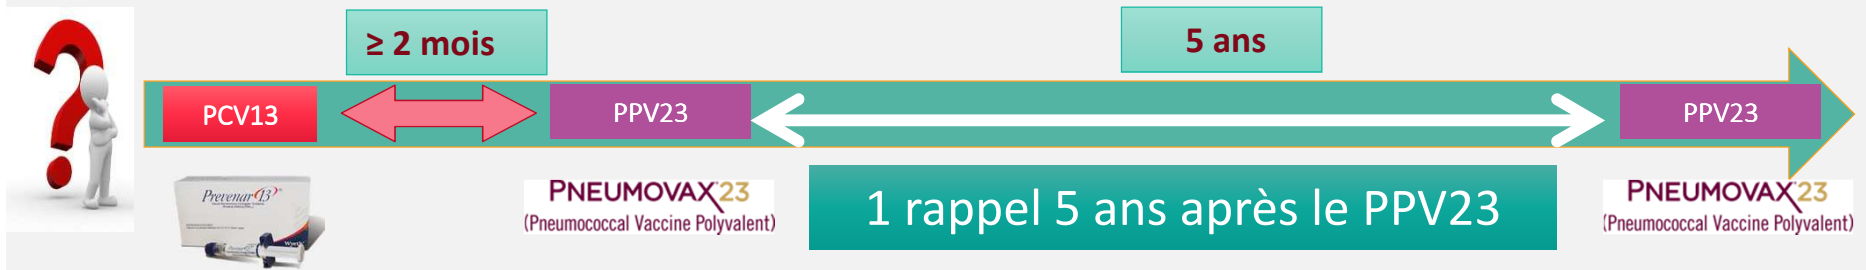 ≥ 2 mois
5 ans
PCV13
PPV23
PPV23
Prevenar 13
Wyeth
PNEUMOVAX®23
(Pneumococcal Vaccine Polyvalent)
1 rappel 5 ans après le PPV23
PNEUMOVAX®23
(Pneumococcal Vaccine Polyvalent)